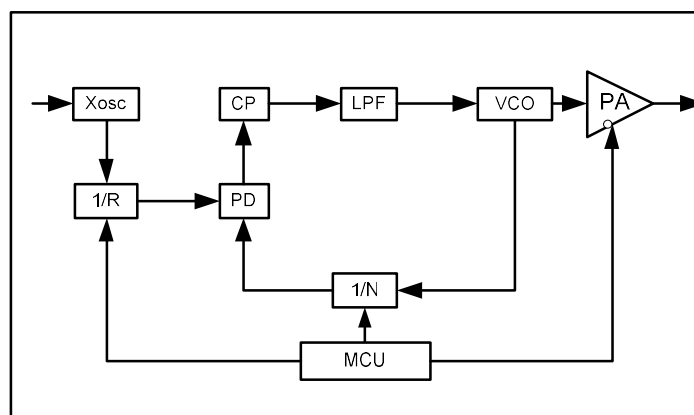 Xosc
CP
LPF
VCO
PA
1/R
PD
1/N
MCU